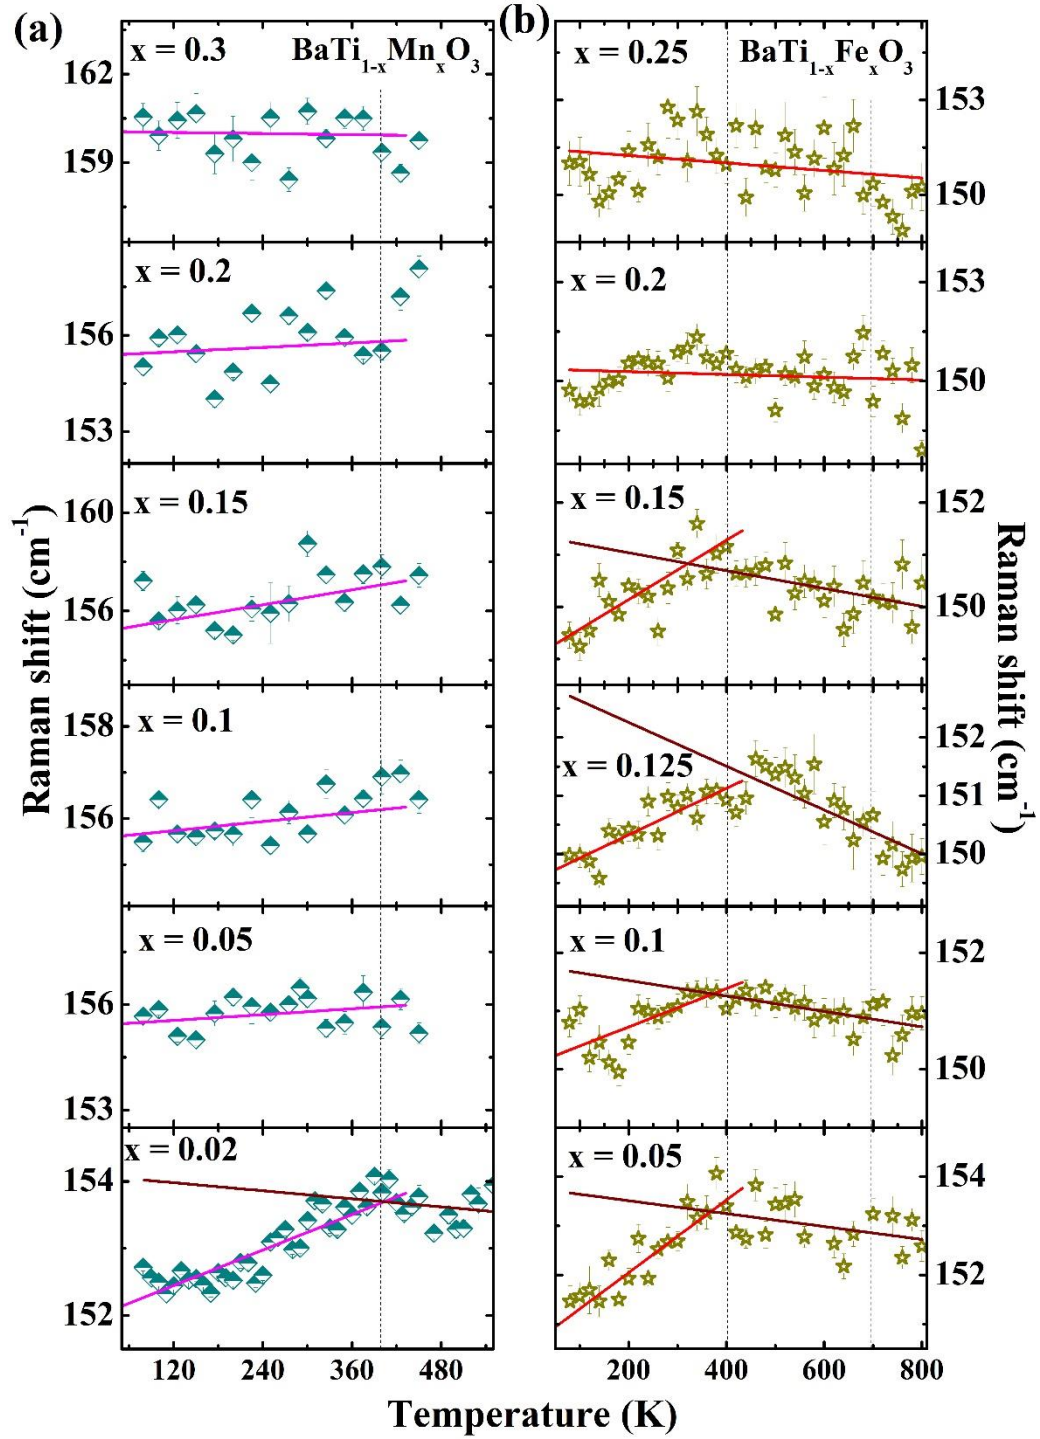 (a)
x = 0.3 BaTi1-xMnxO3
162
159
x = 0.2
156
153
x = 0.15
160
156
x = 0.1
158
156
x = 0.05
156
153
x = 0.02
154
152
120 240 360 480
Raman shift (cm-1)
(b)
x = 0.25 BaTi1-xFexO3
153
150
x = 0.2
153
150
x = 0.15
152
150
x = 0.125
152
151
150
x = 0.1
152
150
x = 0.05
154
152
200 400 600 800
Raman shift (cm-1)
Temperature (K)